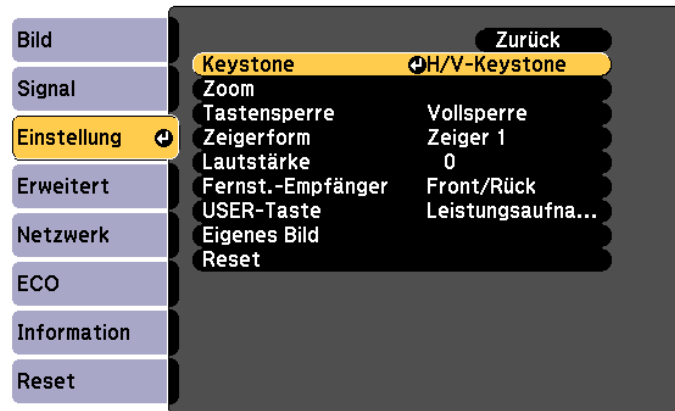 Bild
Signal
Einstellung
Erweitert
Netzwerk
ECO
Information
Reset
Zurück
Keystone H/V-Keystone
Zoom
Tastensperre Vollsperre
Zeigerform Zeiger 1
Lautstärke 0
Fernst.-Empfänger Front/Rück
USER-Taste Leistungsaufna...
Eigenes Bild
Reset